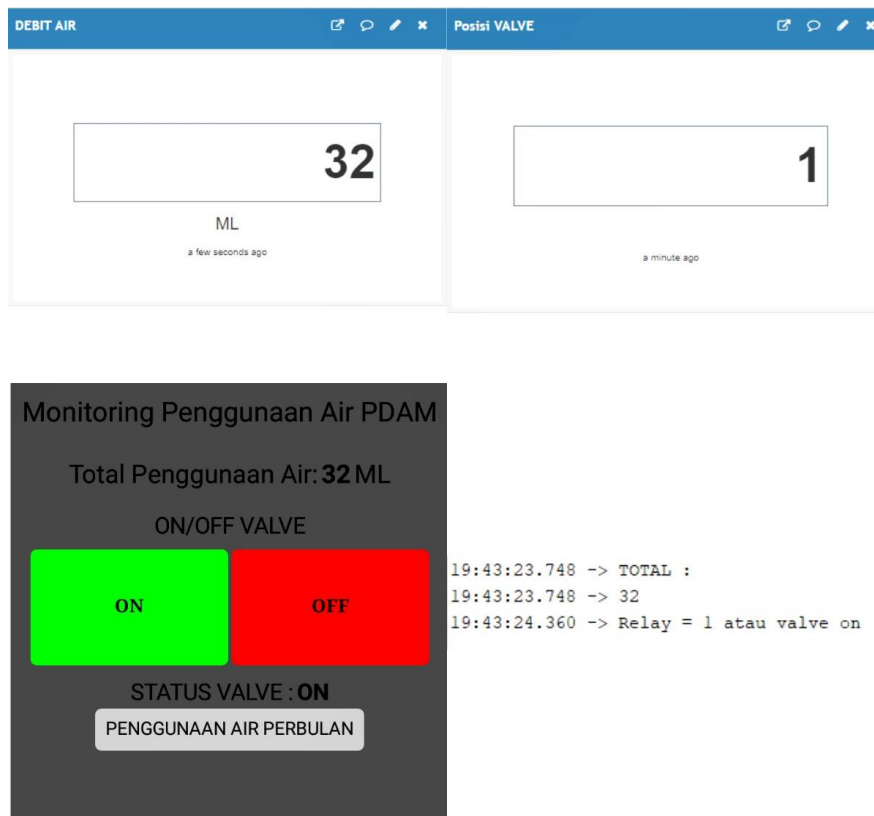 DEBIT AIR
32
ML
a few seconds ago
Posisi VALVE
1
a minute ago
Monitoring Penggunaan Air PDAM
Total Penggunaan Air: 32 ML
ON/OFF VALVE
ON
OFF
STATUS VALVE : ON
PENGGUNAAN AIR PERBULAN
19:43:23.748 -> TOTAL :
19:43:23.748 -> 32
19:43:24.360 -> Relay = 1 atau valve on